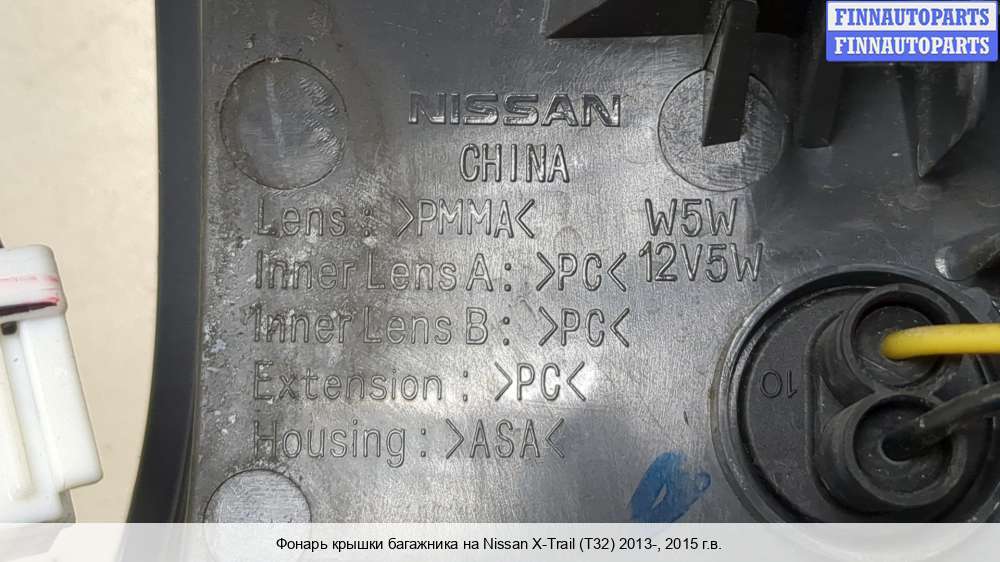 FINNAUTOPARTS
FINNAUTOPARTS
NISSAN
CHINA
Lens : >PMMA< W5W
Inner Lens A : >PC< 12V5W
Inner Lens B : >PC<
Extension : >PC<
Housing : >ASA<
10
Фонарь крышки багажника на Nissan X-Trail (T32) 2013-, 2015 г.в.